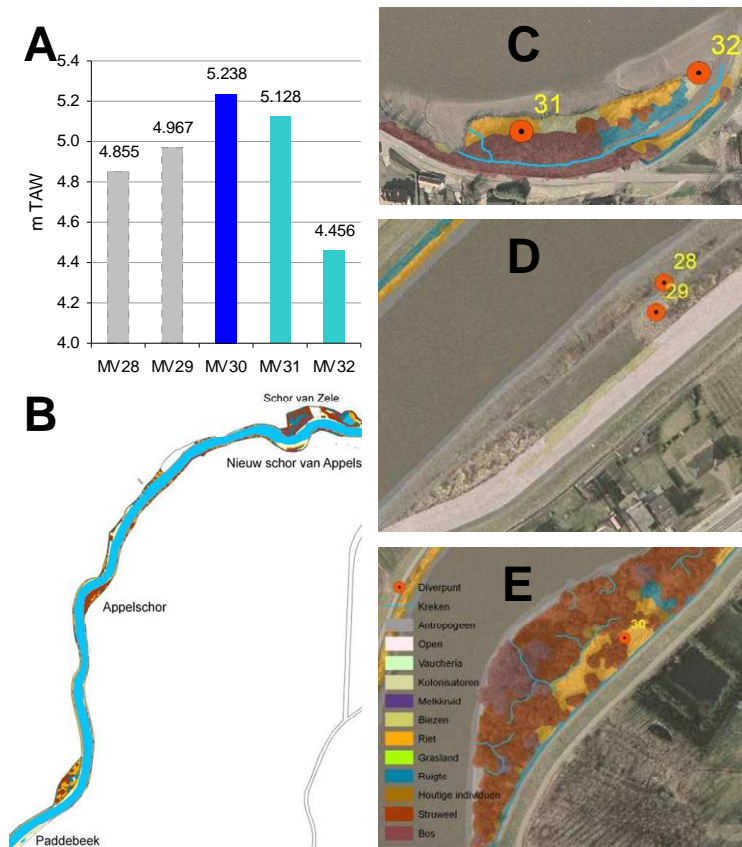 A
5.4
5.2
5.0
4.8
4.6
4.4
4.2
4.0
m TAW
4.855
4.967
5.238
5.128
4.456
MV28
MV29
MV30
MV31
MV32
B
Schor van Zele
Nieuw schor van Appels
Appelschor
Paddebeek
C
31
32
D
28
29
E
30
Diverpunt
Kreken
Antropogeen
Open
Vaucheria
Kolonisatoren
Melkkruid
Biezen
Riet
Grasland
Ruigte
Houtige individuen
Struweel
Bos